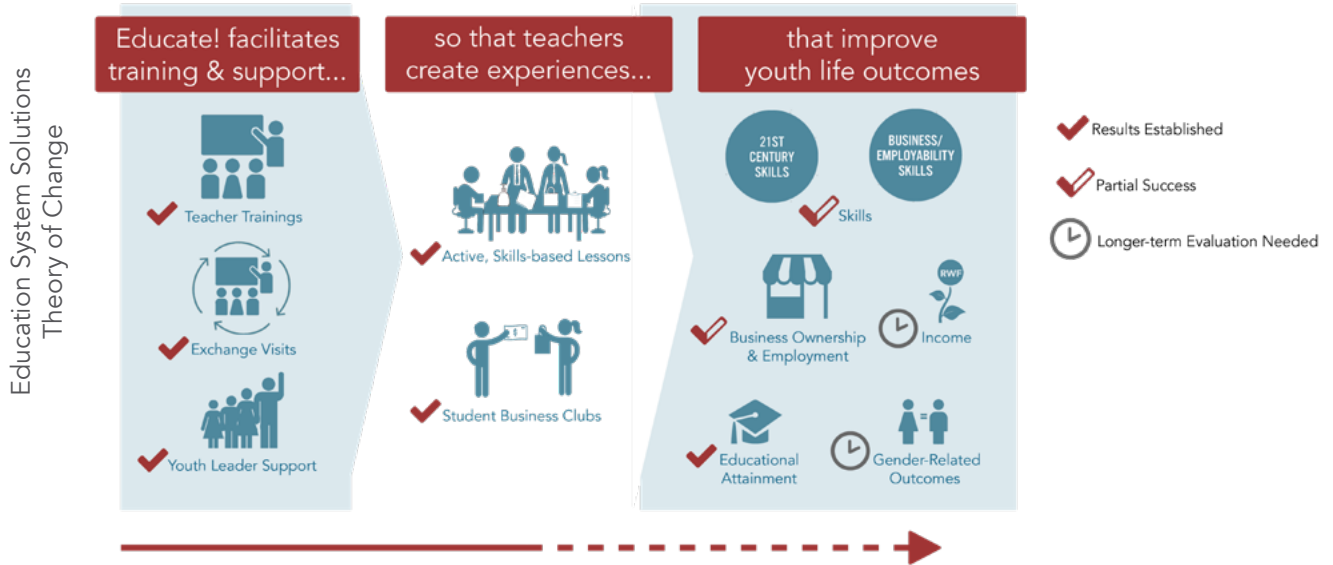 Education System Solutions
Theory of Change
Educate! facilitates
training & support...
Teacher Trainings
Exchange Visits
Youth Leader Support
so that teachers
create experiences...
Active, Skills-based Lessons
$
Student Business Clubs
that improve
youth life outcomes
21ST
CENTURY
SKILLS
BUSINESS/
EMPLOYABILITY
SKILLS
Skills
Business Ownership
& Employment
RWF
Income
Educational
Attainment
=
Gender-Related
Outcomes
Results Established
Partial Success
Longer-term Evaluation Needed